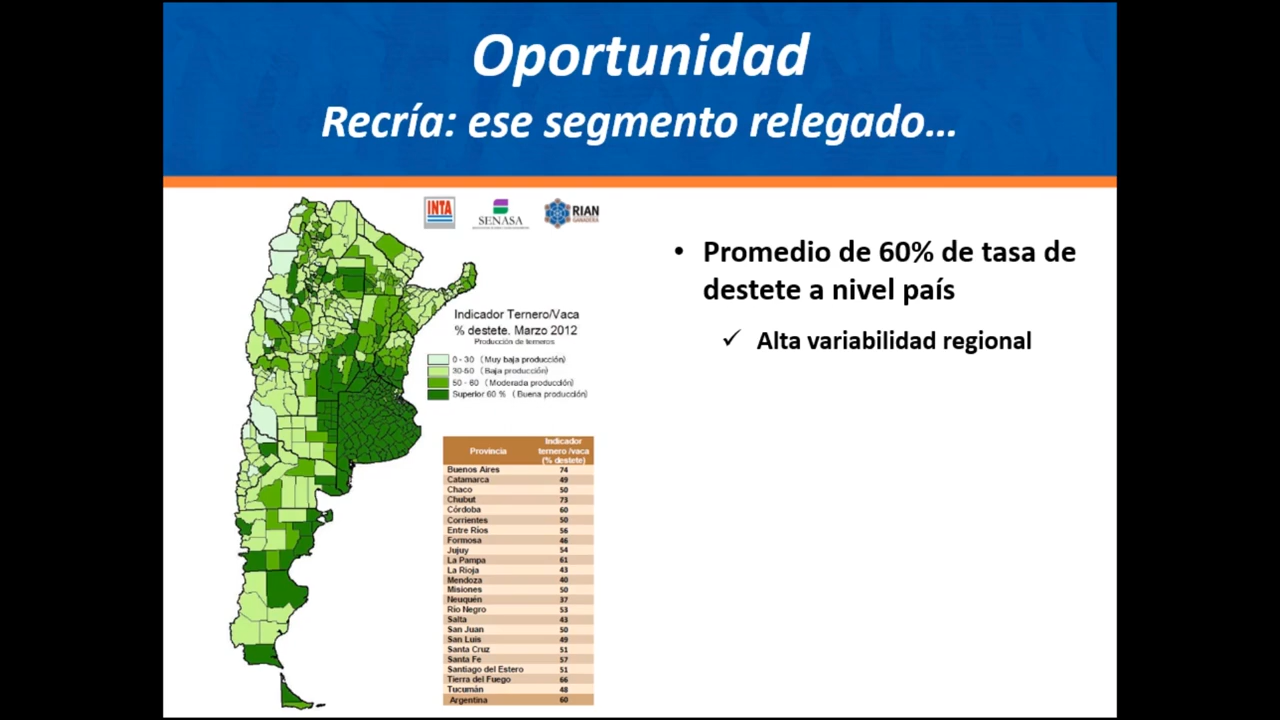 Oportunidad
Recría: ese segmento relegado...
INTA
SENASA
RIAN
GANADERA
Indicador Ternero/Vaca
% destete. Marzo 2012
Producción de terneros
0 - 30 (Muy baja producción)
30-50 (Baja producción)
50 - 60 (Moderada producción)
Superior 60 % (Buena producción)
Provincia Indicador ternero /vaca (% destete)
Buenos Aires 74
Catamarca 49
Chaco 50
Chubut 73
Córdoba 60
Corrientes 50
Entre Ríos 56
Formosa 46
Jujuy 54
La Pampa 61
La Rioja 43
Mendoza 40
Misiones 50
Neuquén 37
Río Negro 53
Salta 43
San Juan 50
San Luis 49
Santa Cruz 51
Santa Fe 57
Santiago del Estero 51
Tierra del Fuego 66
Tucumán 48
Argentina 60
• Promedio de 60% de tasa de
destete a nivel país
✓ Alta variabilidad regional